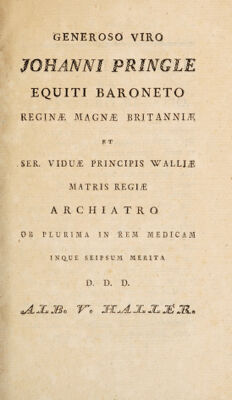 GENEROSO VIRO
JOHANNI PRINGLE
EQUITI BARONETO
REGINÆ MAGNÆ BRITANNIÆ
ET
SER. VIDUÆ PRINCIPIS WALLIÆ
MATRIS REGIÆ
ARCHIATRO
OB PLURIMA IN REM MEDICAM
INQUE SEIPSUM MERITA
D. D. D.
ALB. V. HALLER.